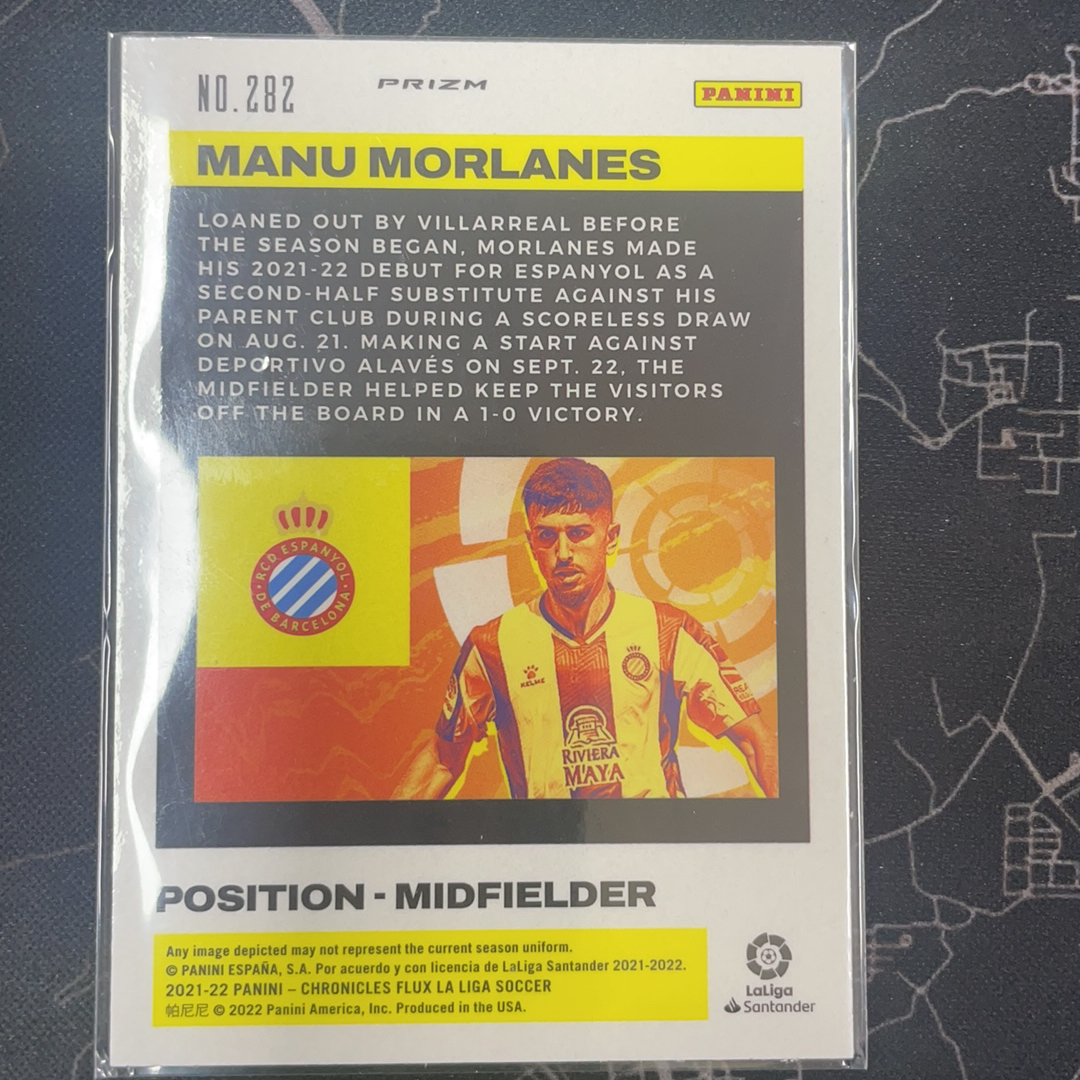 NO.282 PRIZM PANINI
MANU MORLANES
LOANED OUT BY VILLARREAL BEFORE
THE SEASON BEGAN, MORLANES MADE
HIS 2021-22 DEBUT FOR ESPANYOL AS A
SECOND-HALF SUBSTITUTE AGAINST HIS
PARENT CLUB DURING A SCORELESS DRAW
ON AUG. 21. MAKING A START AGAINST
DEPORTIVO ALAVÉS ON SEPT. 22, THE
MIDFIELDER HELPED KEEP THE VISITORS
OFF THE BOARD IN A 1-0 VICTORY.
RCD ESPANYOL
DE BARCELONA
KELME
RIVIERA
MAYA
POSITION - MIDFIELDER
Any image depicted may not represent the current season uniform.
© PANINI ESPAÑA, S.A. Por acuerdo y con licencia de LaLiga Santander 2021-2022.
2021-22 PANINI – CHRONICLES FLUX LA LIGA SOCCER
帕尼尼 © 2022 Panini America, Inc. Produced in the USA.
LaLiga
Santander